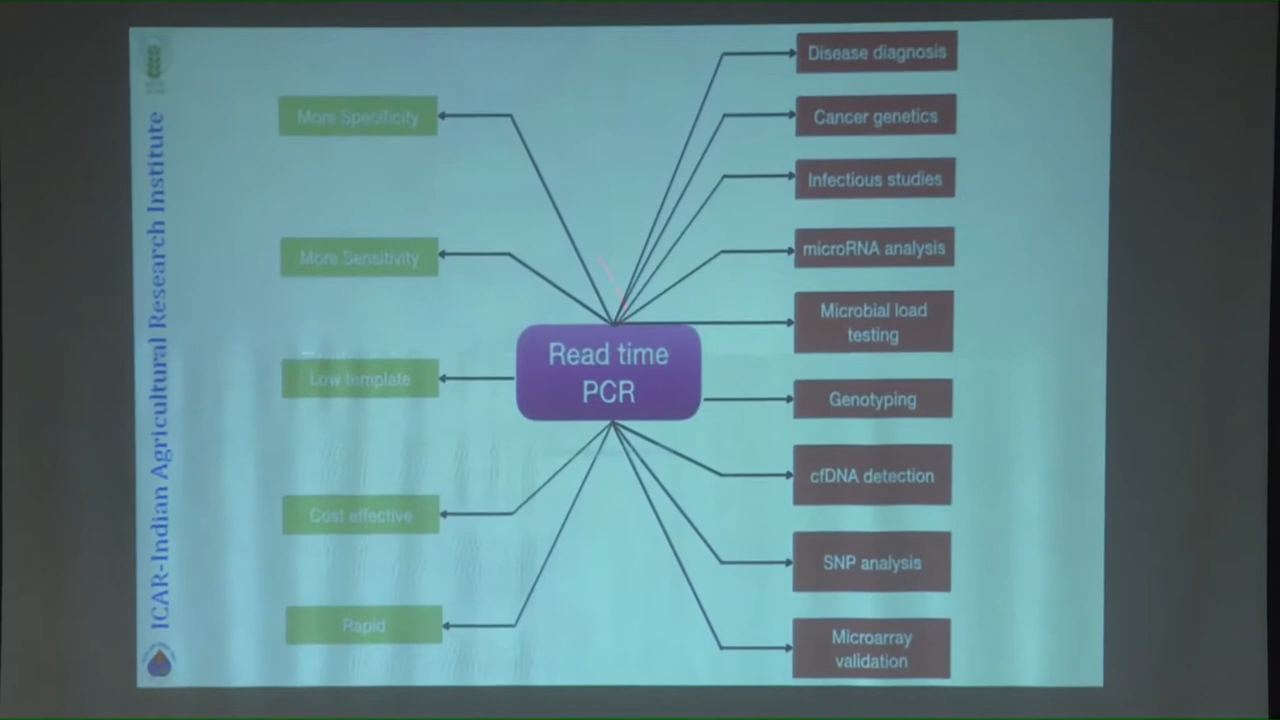 ICAR-Indian Agricultural Research Institute
More Specificity
More Sensitivity
Low template
Cost effective
Rapid
Read time
PCR
Disease diagnosis
Cancer genetics
Infectious studies
microRNA analysis
Microbial load
testing
Genotyping
cfDNA detection
SNP analysis
Microarray
validation